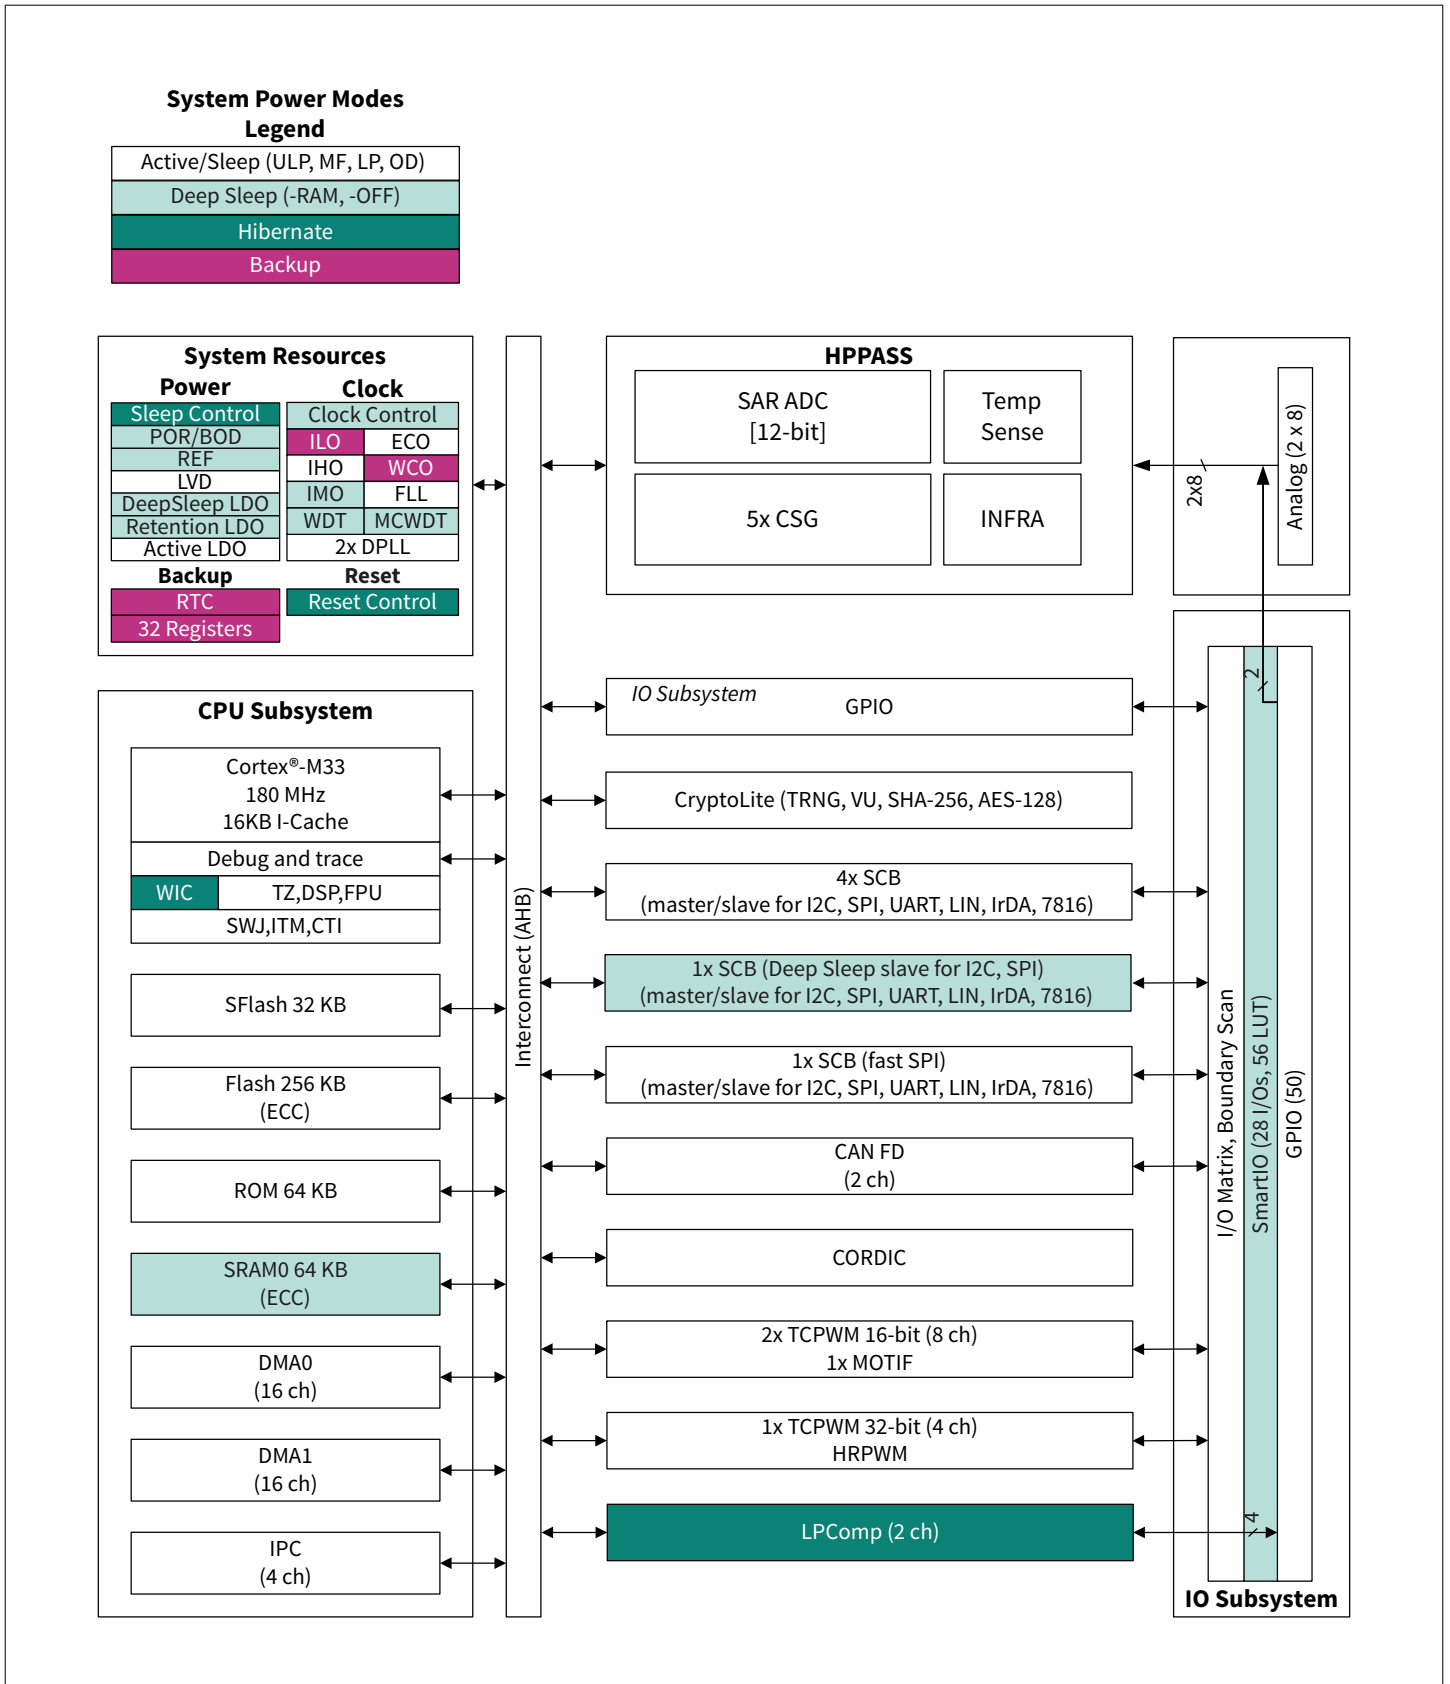 System Power Modes
Legend
Active/Sleep (ULP, MF, LP, OD)
Deep Sleep (-RAM, -OFF)
Hibernate
Backup
System Resources
Power
Sleep Control
POR/BOD
REF
LVD
DeepSleep LDO
Retention LDO
Active LDO
Clock
Clock Control
ILO
ECO
IHO
WCO
IMO
FLL
WDT
MCWDT
2x DPLL
Backup
RTC
32 Registers
Reset
Reset Control
CPU Subsystem
Cortex®-M33
180 MHz
16KB I-Cache
Debug and trace
WIC
TZ,DSP,FPU
SWJ,ITM,CTI
SFlash 32 KB
Flash 256 KB
(ECC)
ROM 64 KB
SRAM0 64 KB
(ECC)
DMA0
(16 ch)
DMA1
(16 ch)
IPC
(4 ch)
Interconnect (AHB)
HPPASS
SAR ADC
[12-bit]
Temp
Sense
5x CSG
INFRA
IO Subsystem
GPIO
CryptoLite (TRNG, VU, SHA-256, AES-128)
4x SCB
(master/slave for I2C, SPI, UART, LIN, IrDA, 7816)
1x SCB (Deep Sleep slave for I2C, SPI)
(master/slave for I2C, SPI, UART, LIN, IrDA, 7816)
1x SCB (fast SPI)
(master/slave for I2C, SPI, UART, LIN, IrDA, 7816)
CAN FD
(2 ch)
CORDIC
2x TCPWM 16-bit (8 ch)
1x MOTIF
1x TCPWM 32-bit (4 ch)
HRPWM
LPComp (2 ch)
2x8
Analog (2 x 8)
2
I/O Matrix, Boundary Scan
SmartIO (28 I/Os, 56 LUT)
GPIO (50)
4
IO Subsystem